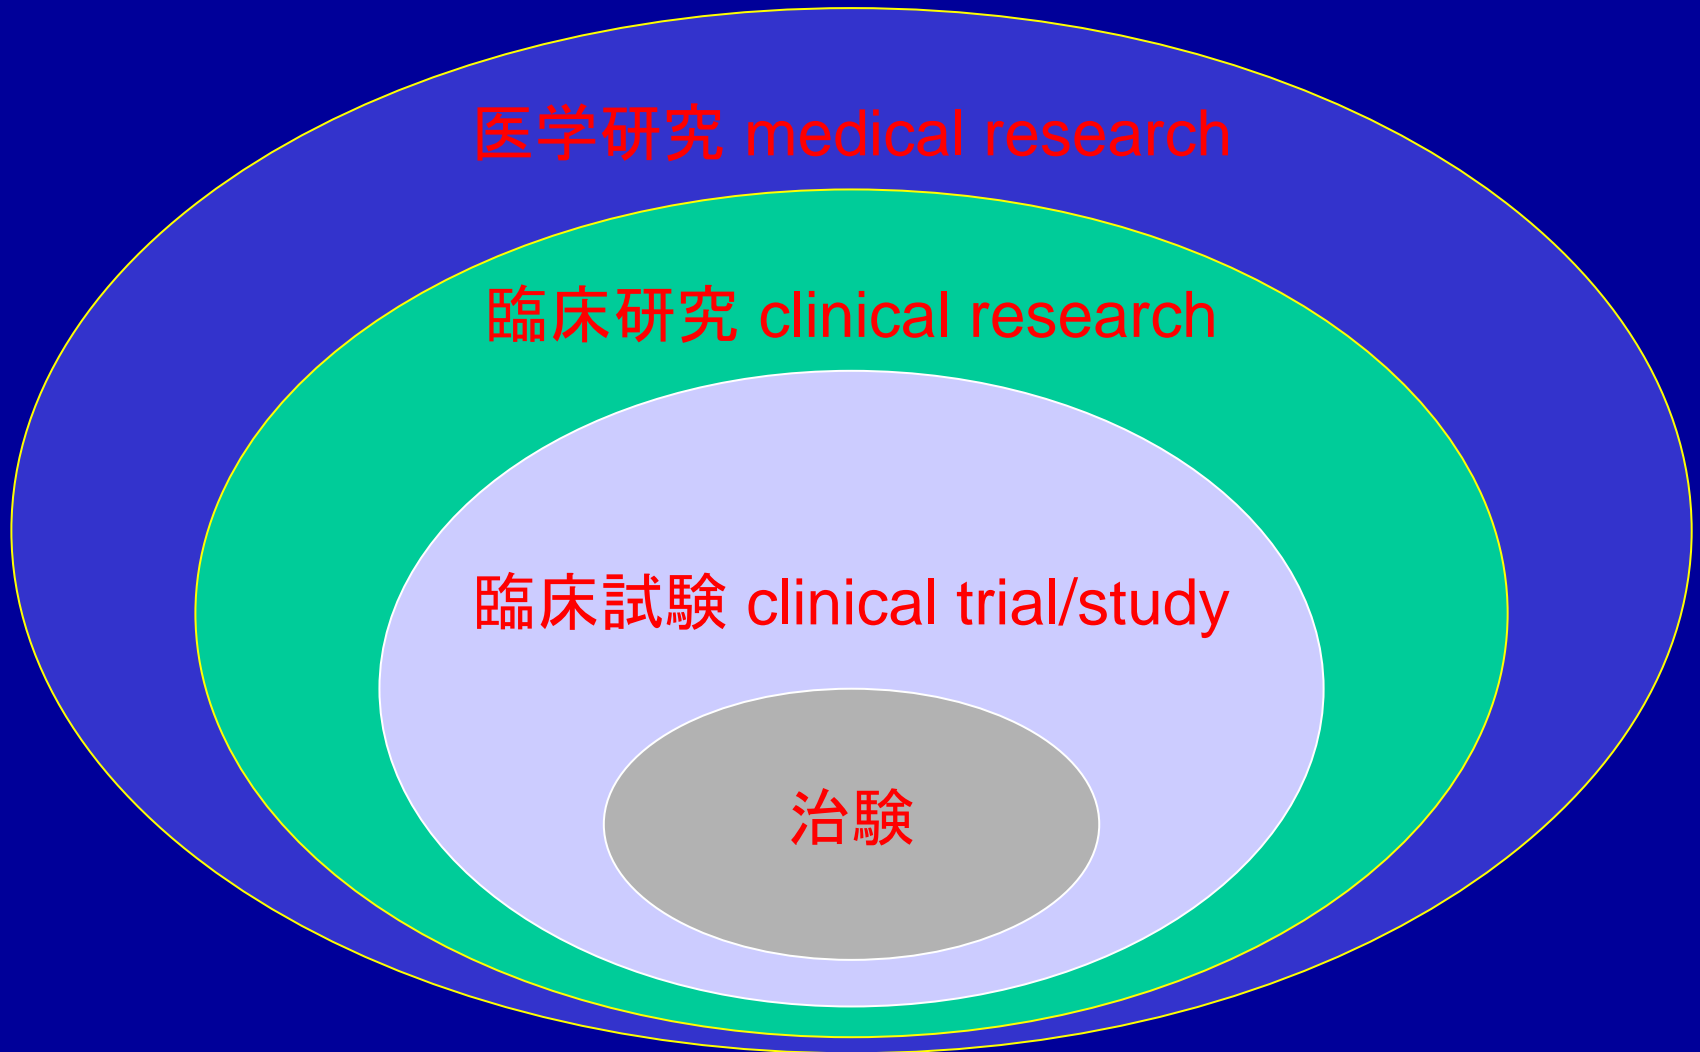 医学研究 medical research
臨床研究 clinical research
臨床試験 clinical trial/study
治験